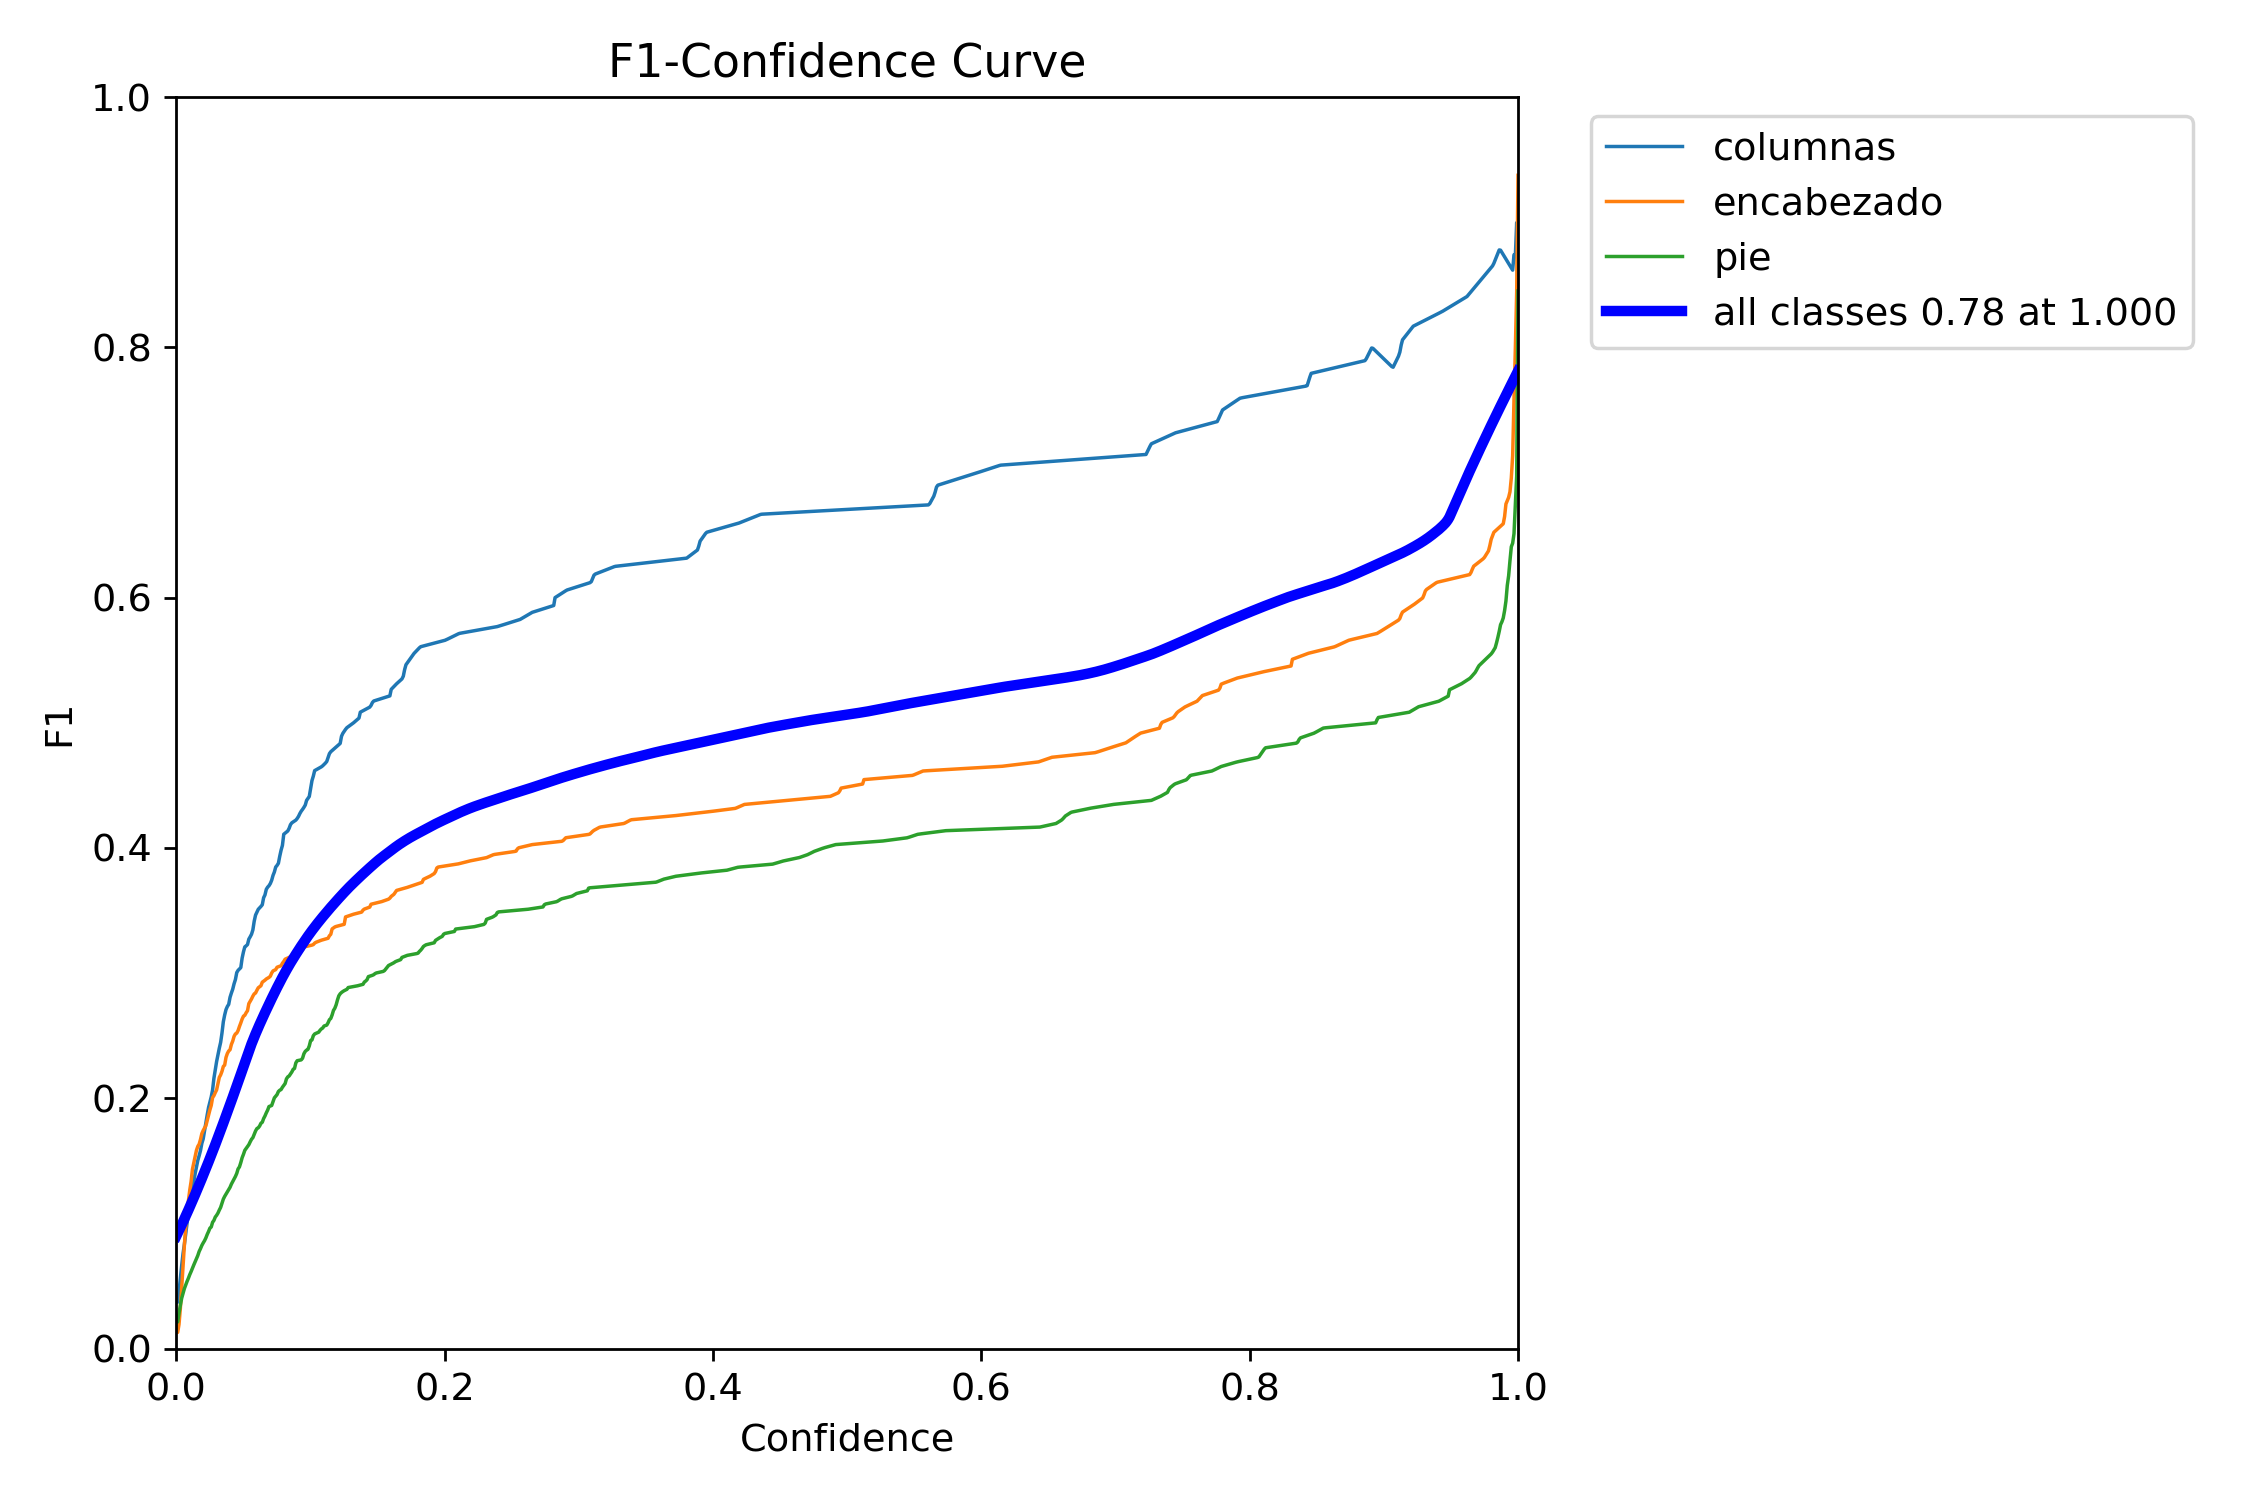 F1-Confidence Curve
1.0
0.8
0.6
0.4
0.2
0.0
F1
0.0 0.2 0.4 0.6 0.8 1.0
Confidence
columnas
encabezado
pie
all classes 0.78 at 1.000